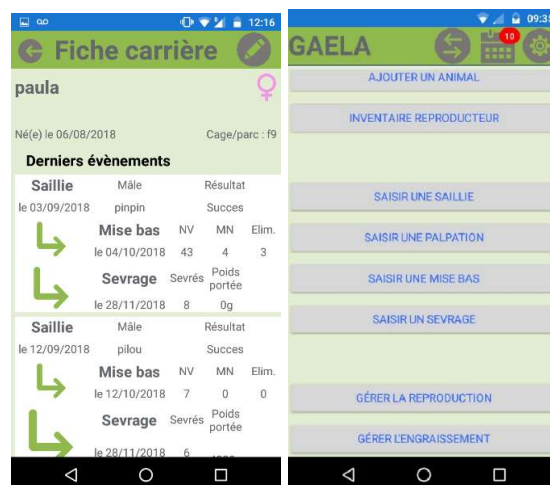 12:16
Fiche carrière
paula
Né(e) le 06/08/2018 Cage/parc : f9
Derniers évènements
Saillie Mâle Résultat
le 03/09/2018 pinpin Succes
Mise bas NV MN Elim.
le 04/10/2018 43 4 3
Sevrage Sevrés Poids portée
le 28/11/2018 8 0g
Saillie Mâle Résultat
le 12/09/2018 pilou Succes
Mise bas NV MN Elim.
le 12/10/2018 7 0 0
Sevrage Sevrés Poids portée
le 28/11/2018 6
09:35
GAELA 10
AJOUTER UN ANIMAL
INVENTAIRE REPRODUCTEUR
SAISIR UNE SAILLIE
SAISIR UNE PALPATION
SAISIR UNE MISE BAS
SAISIR UN SEVRAGE
GÉRER LA REPRODUCTION
GÉRER L'ENGRAISSEMENT